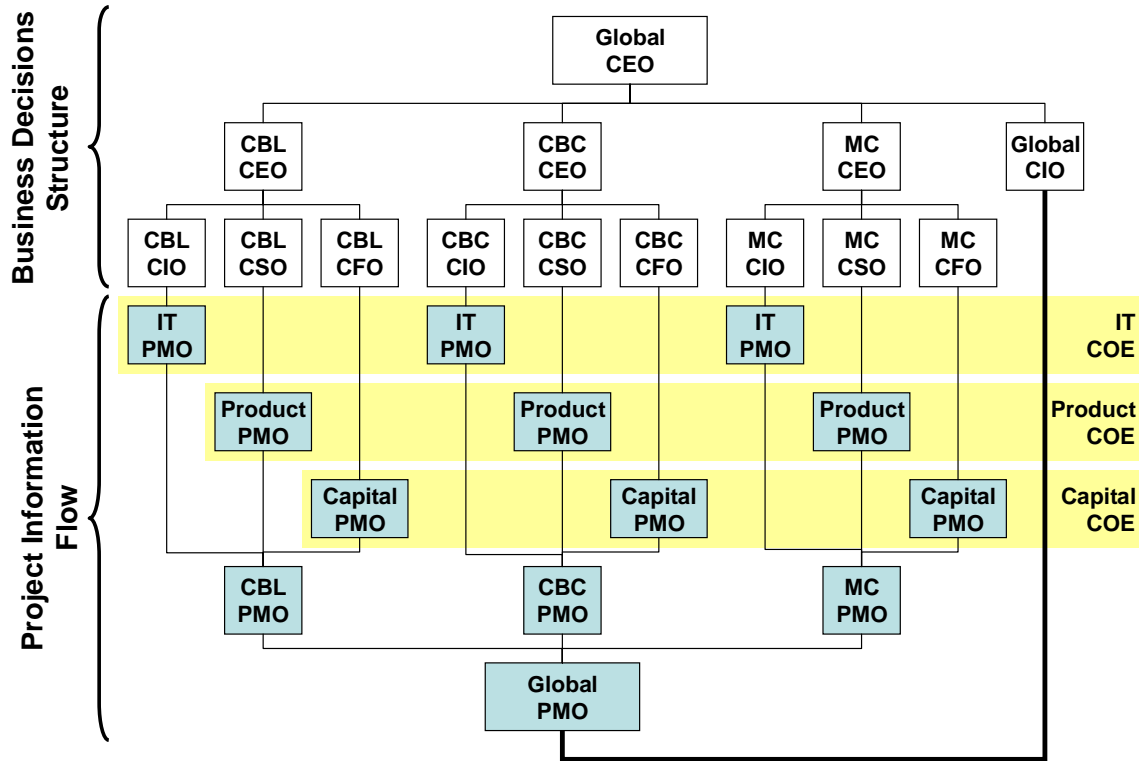 Business Decisions
Structure
Global
CEO
CBL
CEO
CBC
CEO
MC
CEO
Global
CIO
CBL
CIO
CBL
CSO
CBL
CFO
CBC
CIO
CBC
CSO
CBC
CFO
MC
CIO
MC
CSO
MC
CFO
Project Information
Flow
IT
PMO
IT
PMO
IT
PMO
IT
COE
Product
PMO
Product
PMO
Product
PMO
Product
COE
Capital
PMO
Capital
PMO
Capital
PMO
Capital
COE
CBL
PMO
CBC
PMO
MC
PMO
Global
PMO